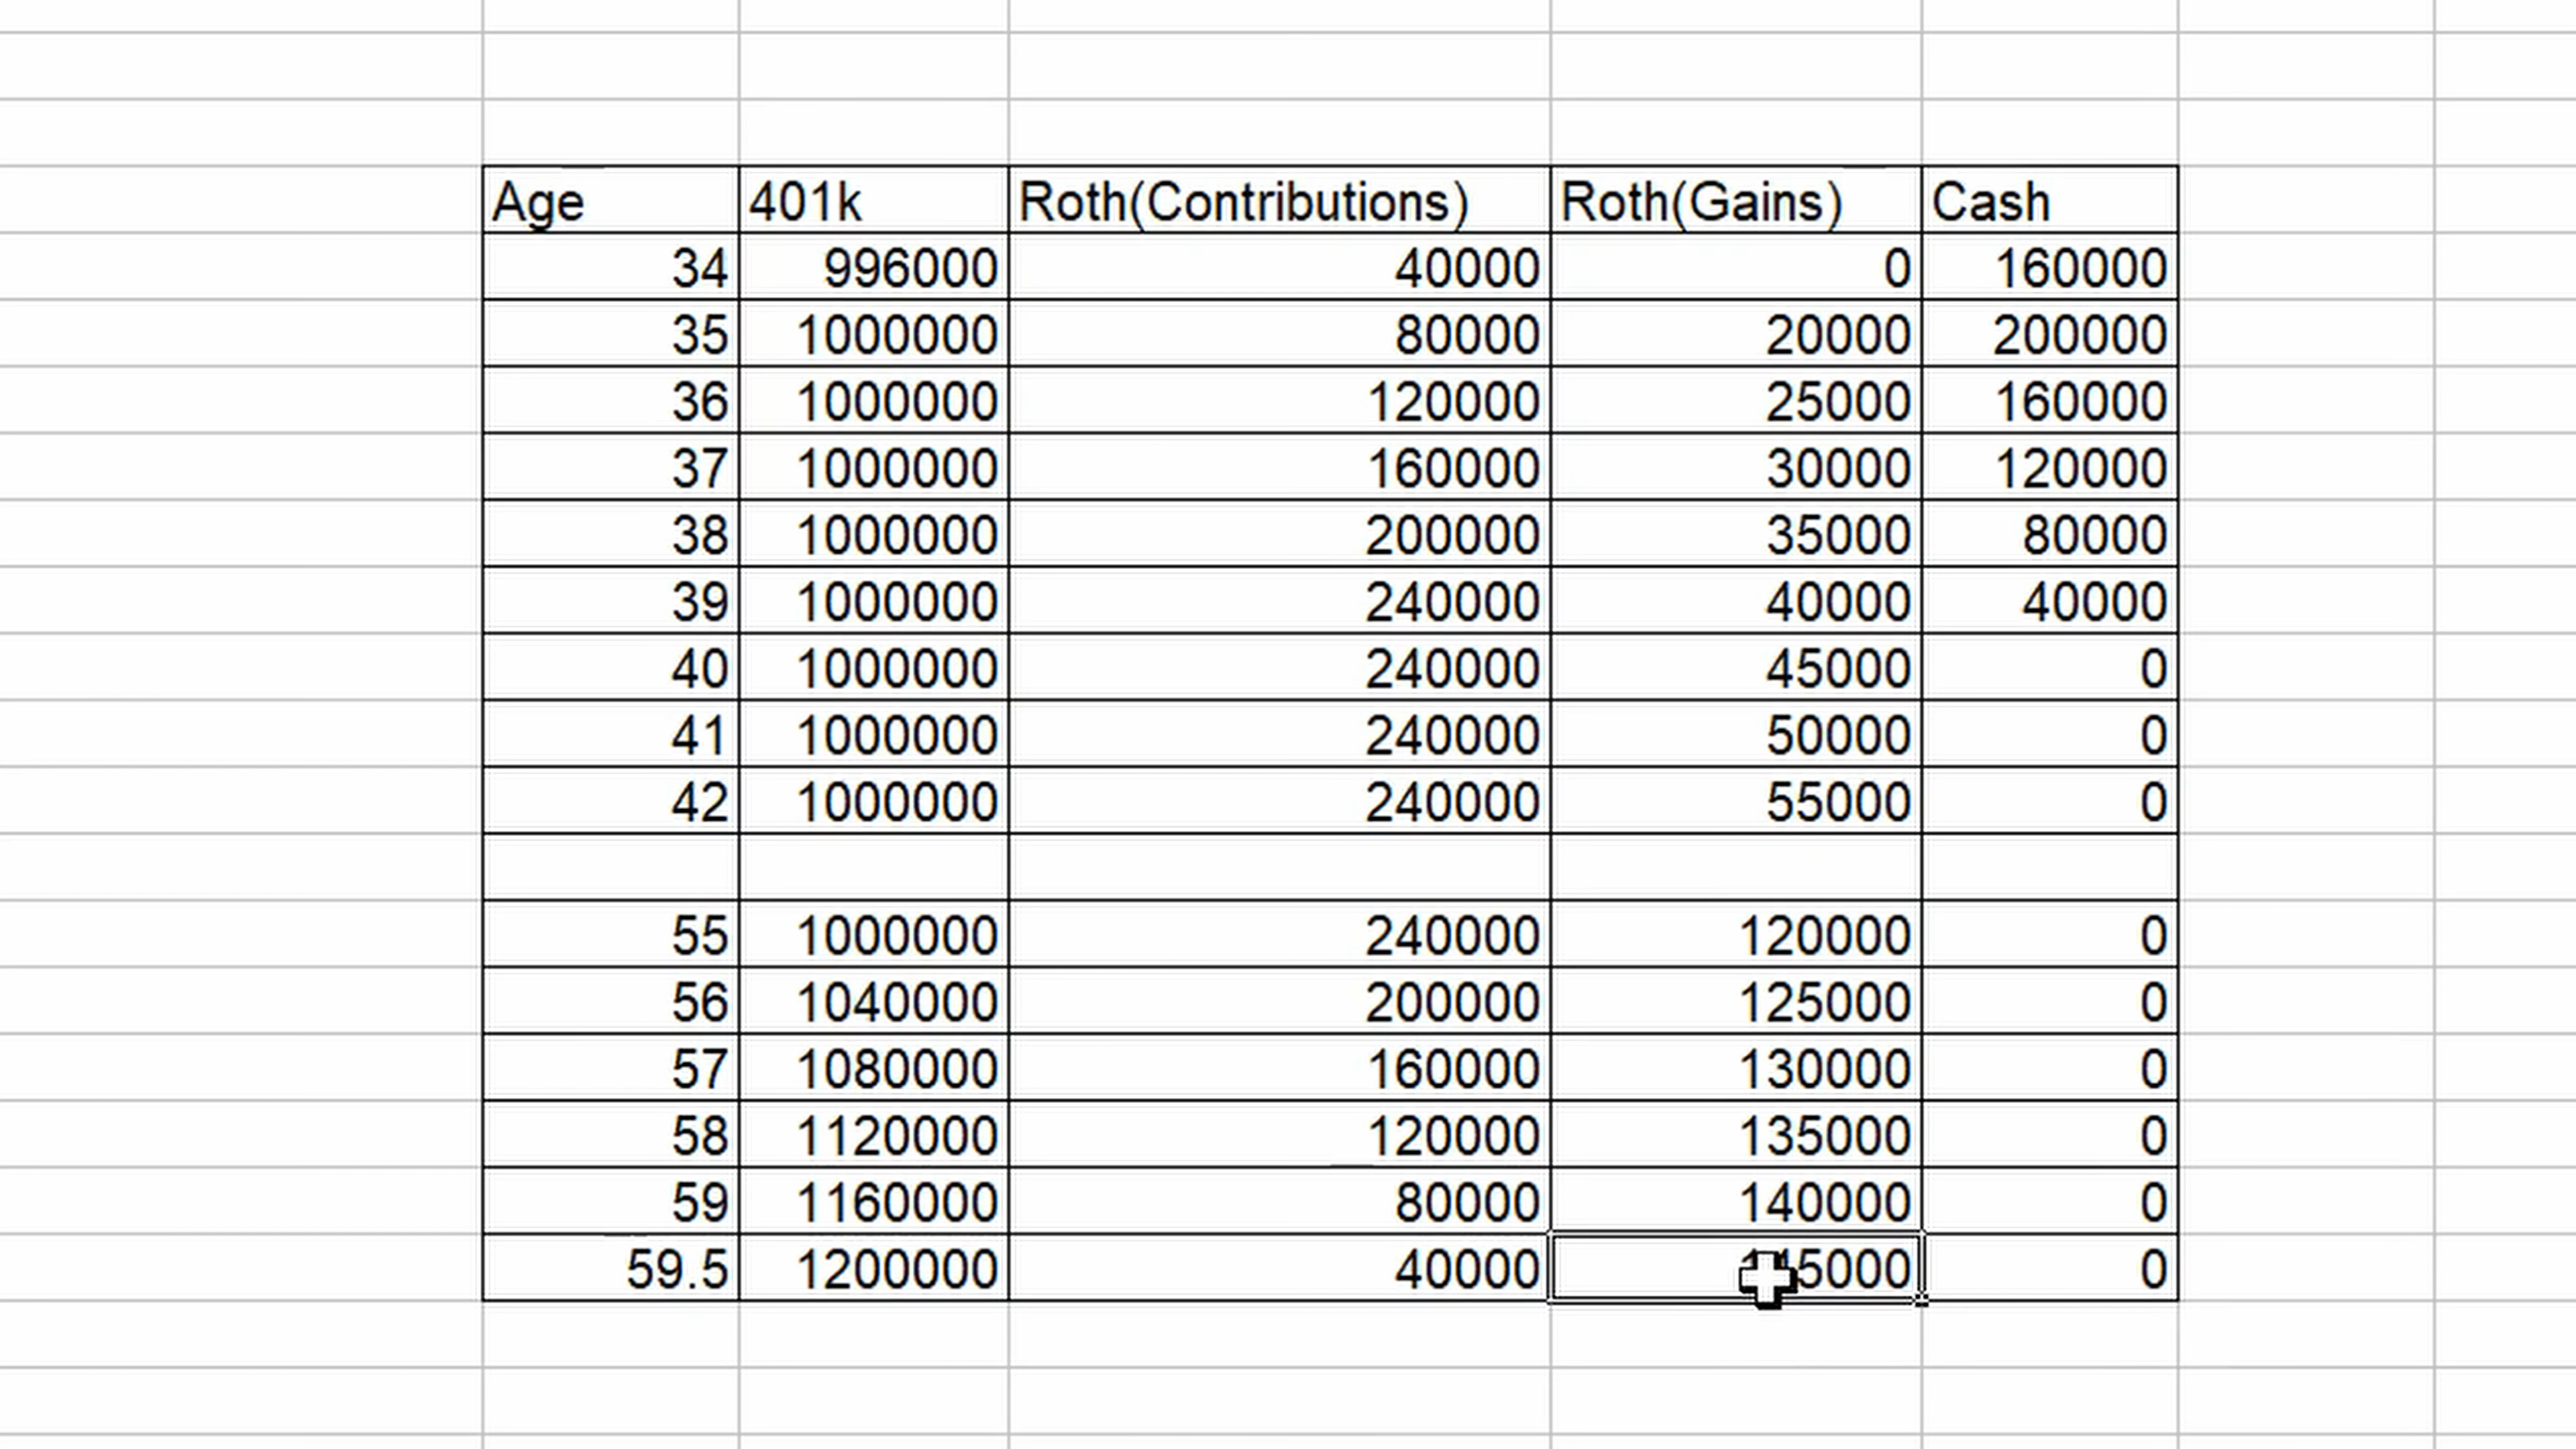 Age 401k Roth(Contributions) Roth(Gains) Cash
34 996000 40000 0 160000
35 1000000 80000 20000 200000
36 1000000 120000 25000 160000
37 1000000 160000 30000 120000
38 1000000 200000 35000 80000
39 1000000 240000 40000 40000
40 1000000 240000 45000 0
41 1000000 240000 50000 0
42 1000000 240000 55000 0
55 1000000 240000 120000 0
56 1040000 200000 125000 0
57 1080000 160000 130000 0
58 1120000 120000 135000 0
59 1160000 80000 140000 0
59.5 1200000 40000 145000 0